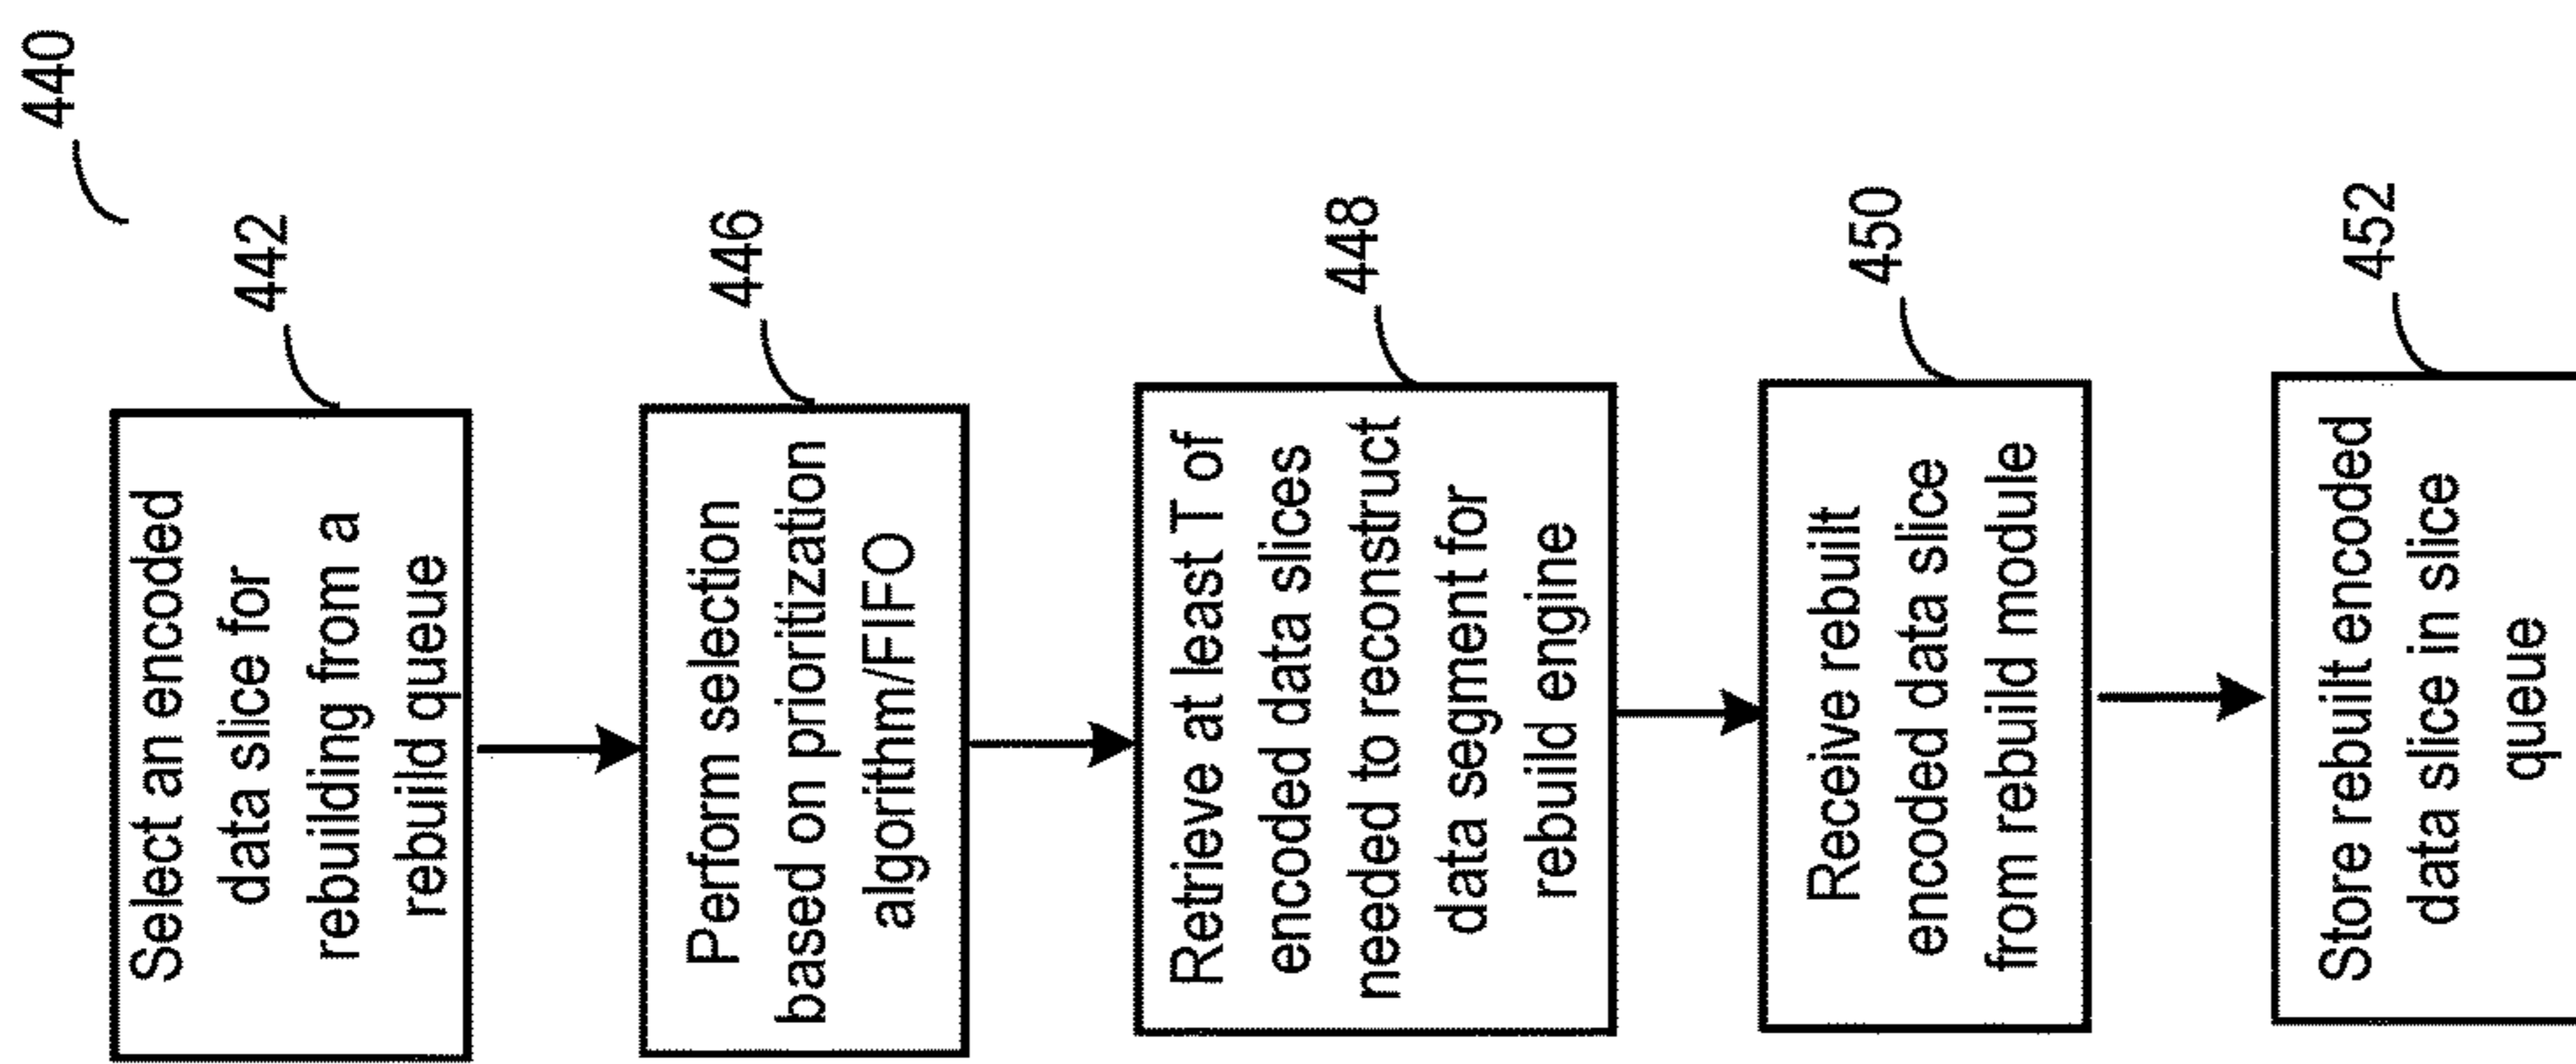 440
442
Select an encoded
data slice for
rebuilding from a
rebuild queue
446
Perform selection
based on prioritization
algorithm/FIFO
448
Retrieve at least T of
encoded data slices
needed to reconstruct
data segment for
rebuild engine
450
Receive rebuilt
encoded data slice
from rebuild module
452
Store rebuilt encoded
data slice in slice
queue